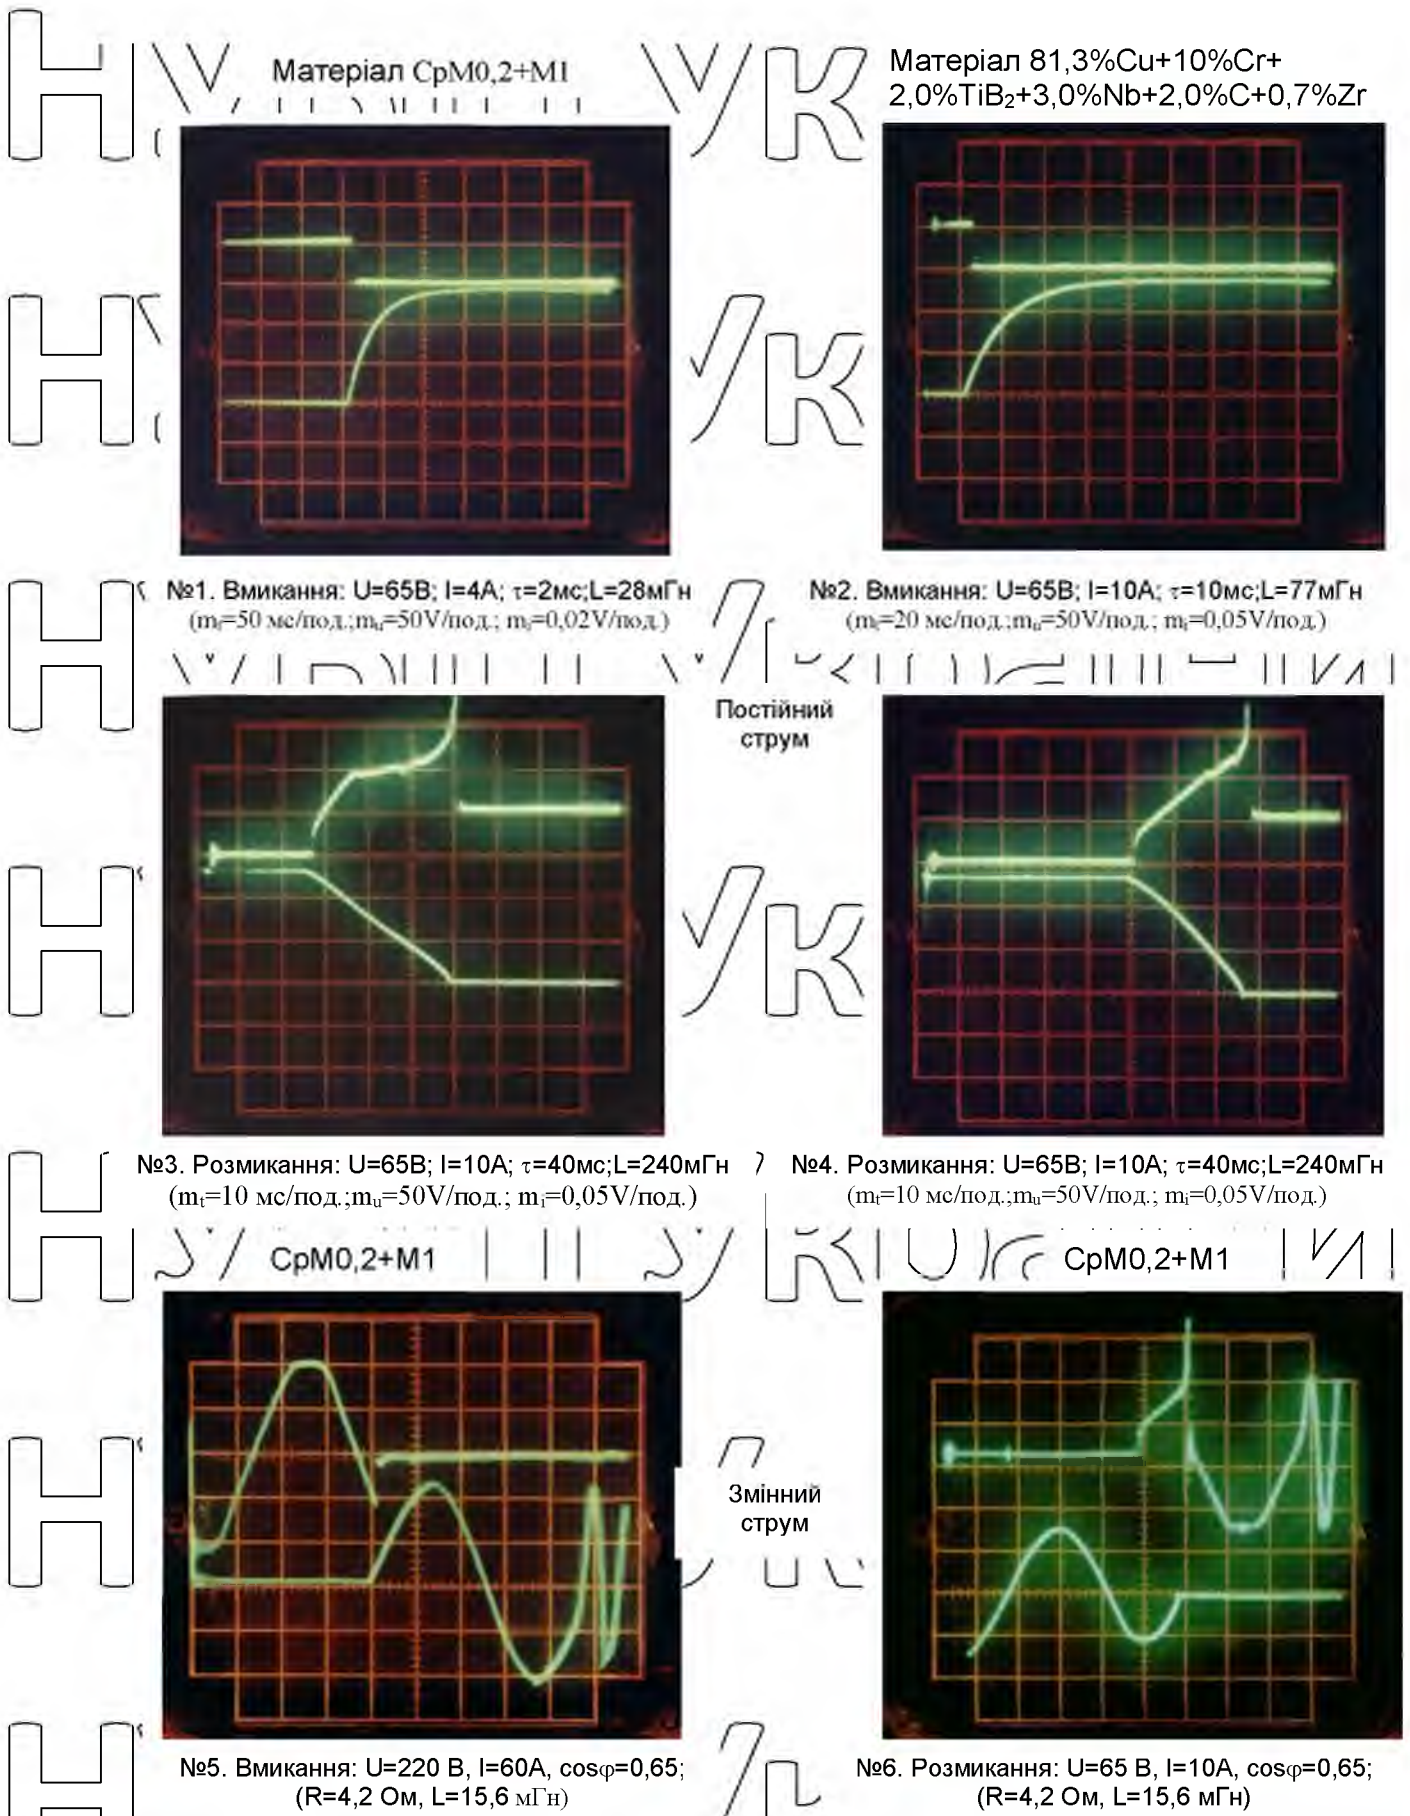 Матеріал СрМ0,2+М1
Матеріал 81,3%Cu+10%Cr+
2,0%TiB₂+3,0%Nb+2,0%C+0,7%Zr
№1. Вмикання: U=65В; I=4А; τ=2мс;L=28мГн
(mₜ=50 мс/под.;mᵤ=50V/под.; mᵢ=0,02V/под.)
№2. Вмикання: U=65В; I=10А; τ=10мс;L=77мГн
(mₜ=20 мс/под.;mᵤ=50V/под.; mᵢ=0,05V/под.)
Постійний
струм
№3. Розмикання: U=65В; I=10А; τ=40мс;L=240мГн
(mₜ=10 мс/под.;mᵤ=50V/под.; mᵢ=0,05V/под.)
№4. Розмикання: U=65В; I=10А; τ=40мс;L=240мГн
(mₜ=10 мс/под.;mᵤ=50V/под.; mᵢ=0,05V/под.)
СрМ0,2+М1
СрМ0,2+М1
Змінний
струм
№5. Вмикання: U=220 В, I=60А, cosφ=0,65;
(R=4,2 Ом, L=15,6 мГн)
№6. Розмикання: U=65 В, I=10А, cosφ=0,65;
(R=4,2 Ом, L=15,6 мГн)